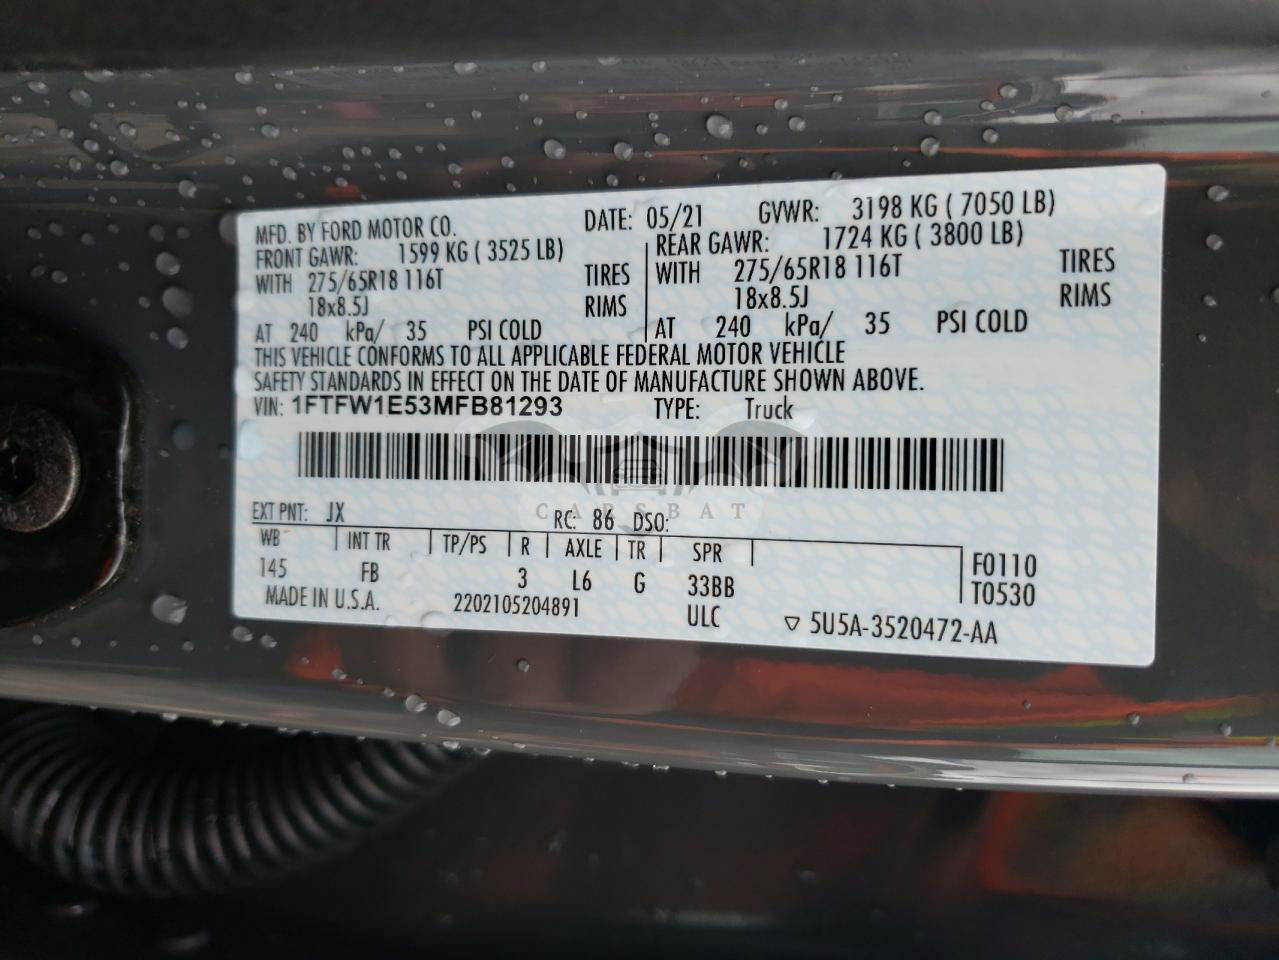 MFD. BY FORD MOTOR CO. DATE: 05/21 GVWR: 3198 KG ( 7050 LB)
FRONT GAWR: 1599 KG ( 3525 LB) REAR GAWR: 1724 KG ( 3800 LB)
WITH 275/65R18 116T TIRES WITH 275/65R18 116T TIRES
18x8.5J RIMS 18x8.5J RIMS
AT 240 kPa/ 35 PSI COLD AT 240 kPa/ 35 PSI COLD
THIS VEHICLE CONFORMS TO ALL APPLICABLE FEDERAL MOTOR VEHICLE
SAFETY STANDARDS IN EFFECT ON THE DATE OF MANUFACTURE SHOWN ABOVE.
VIN: 1FTFW1E53MFB81293 TYPE: Truck
CARSBAT
EXT PNT: JX RC: 86 DSO:
WB INT TR TP/PS R AXLE TR SPR F0110
145 FB 3 L6 G 33BB T0530
MADE IN U.S.A. 2202105204891 ULC ▽ 5U5A-3520472-AA